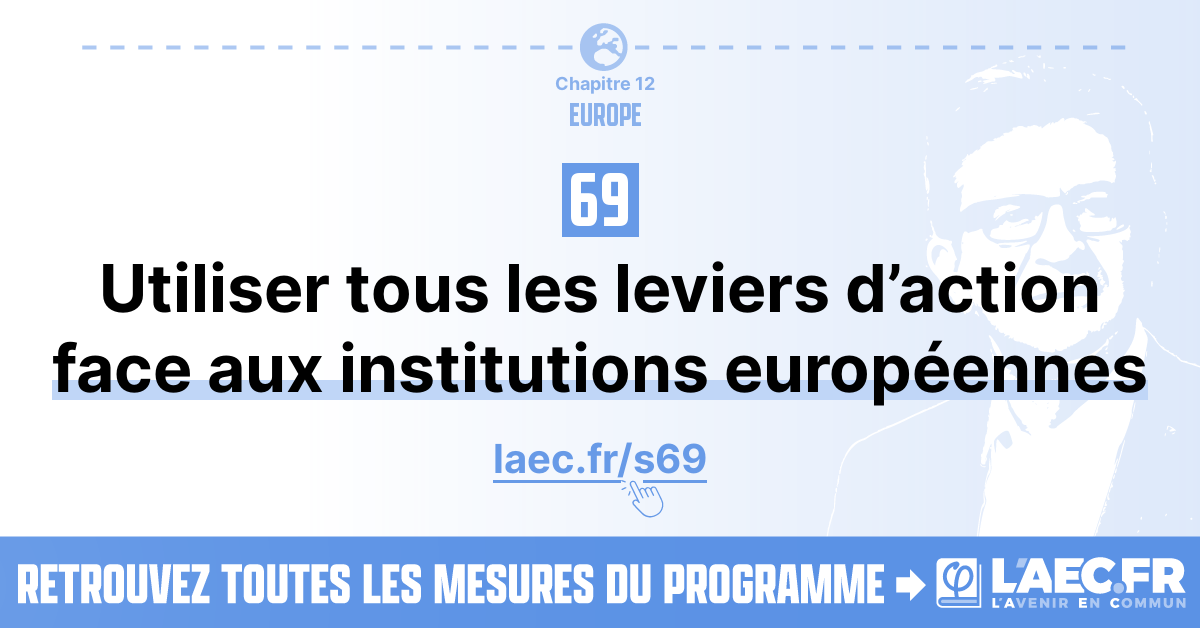 Chapitre 12
EUROPE
69
Utiliser tous les leviers d’action
face aux institutions européennes
laec.fr/s69
RETROUVEZ TOUTES LES MESURES DU PROGRAMME
φ L'AEC.FR
L'AVENIR EN COMMUN